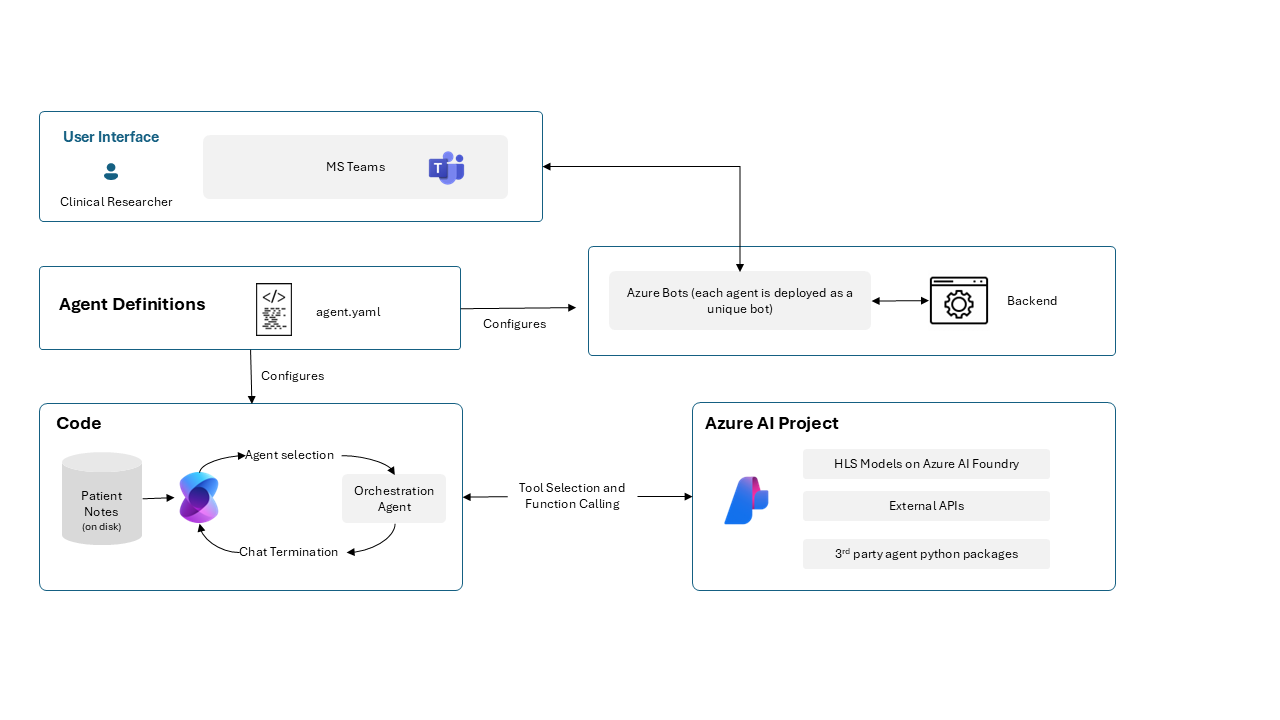 User Interface
Clinical Researcher
MS Teams
T
Agent Definitions
</>
agent.yaml
Configures
Azure Bots (each agent is deployed as a
unique bot)
Backend
Configures
Code
Patient
Notes
(on disk)
Agent selection
Orchestration
Agent
Chat Termination
Tool Selection and
Function Calling
Azure AI Project
HLS Models on Azure AI Foundry
External APIs
3rd party agent python packages